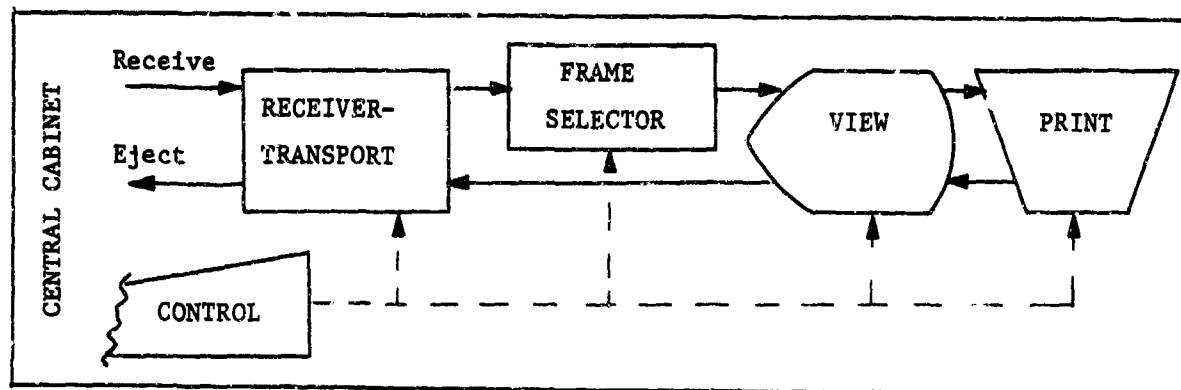 CENTRAL CABINET
Receive
Eject
RECEIVER-
TRANSPORT
FRAME
SELECTOR
VIEW
PRINT
CONTROL